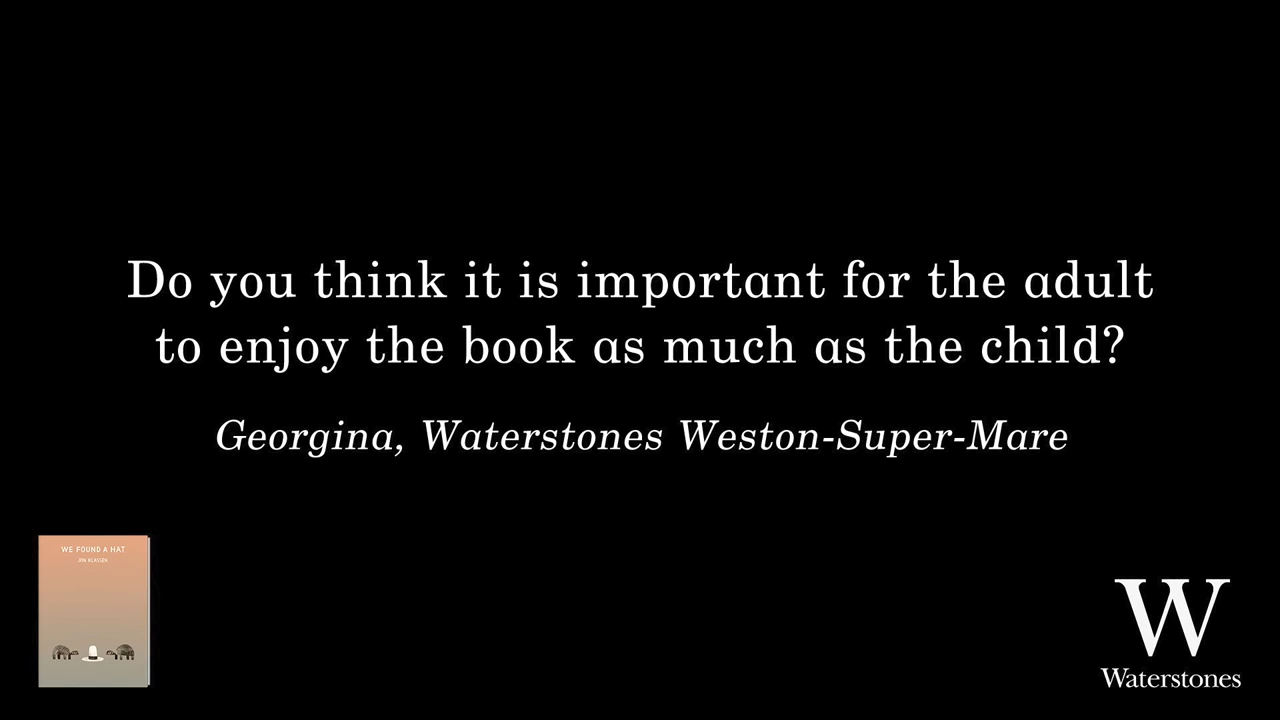 Do you think it is important for the adult
to enjoy the book as much as the child?
Georgina, Waterstones Weston-Super-Mare
WE FOUND A HAT
JON KLASSEN
W
Waterstones